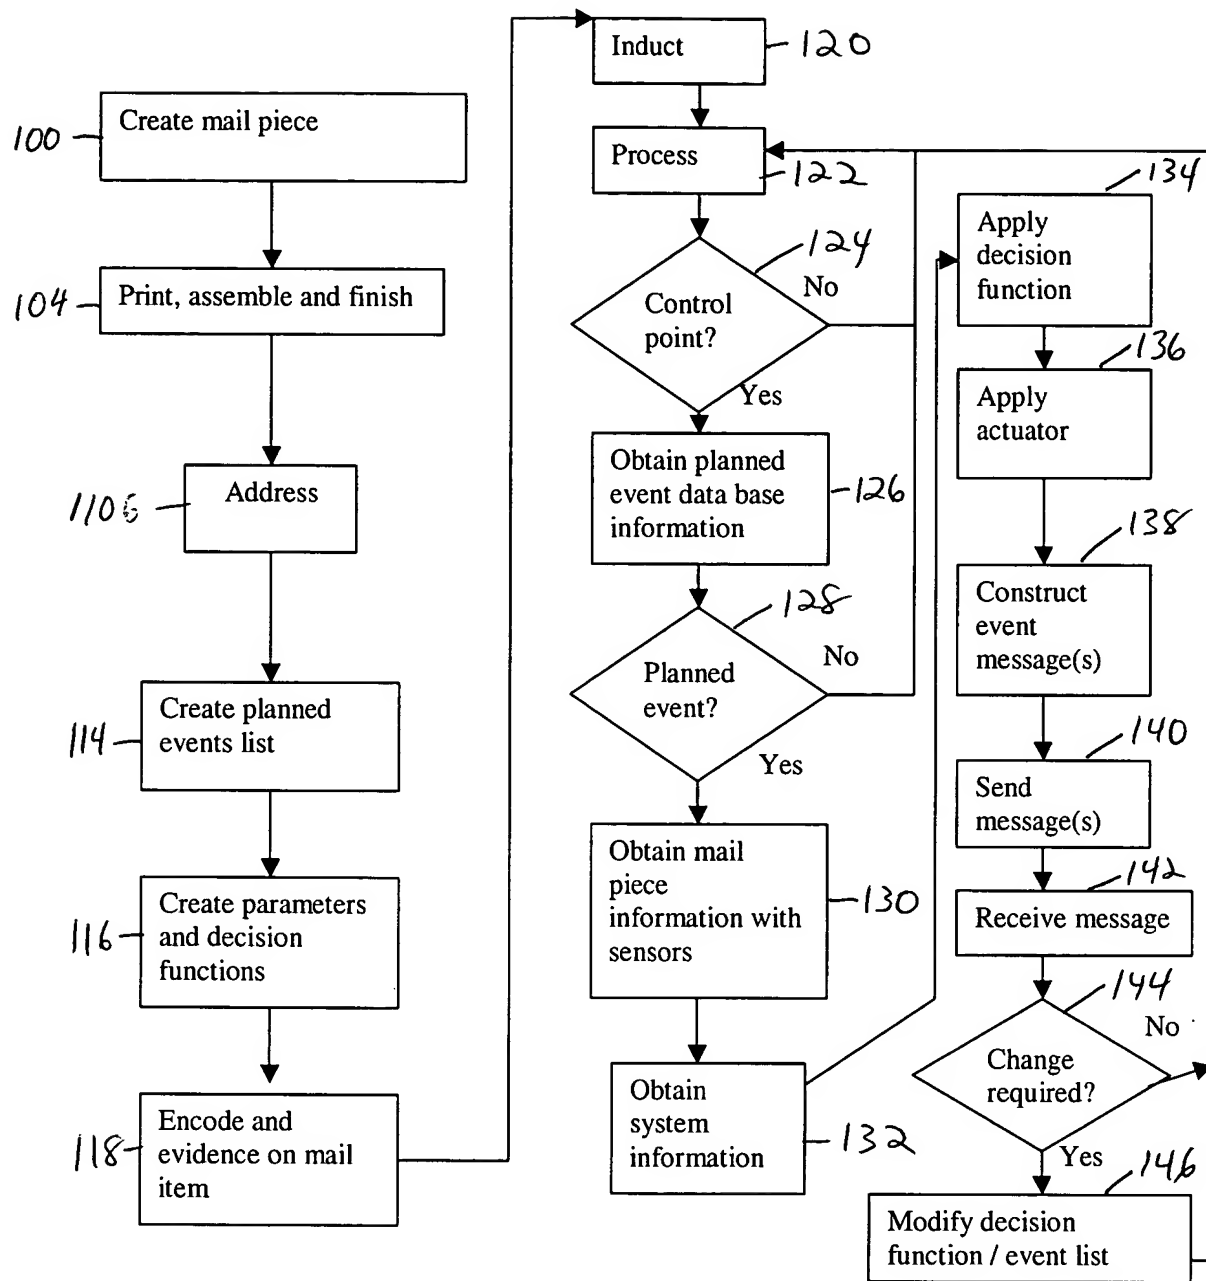 100
Create mail piece
104
Print, assemble and finish
Address
114
Create planned
events list
116
Create parameters
and decision
functions
118
Encode and
evidence on mail
item
Induct
120
Process
122
124
Control
point?
No
Yes
Obtain planned
event data base
information
126
128
Planned
event?
No
Yes
Obtain mail
piece
information with
sensors
130
Obtain
system
information
132
134
Apply
decision
function
136
Apply
actuator
138
Construct
event
message(s)
140
Send
message(s)
142
Receive message
144
Change
required?
No
Yes
146
Modify decision
function / event list